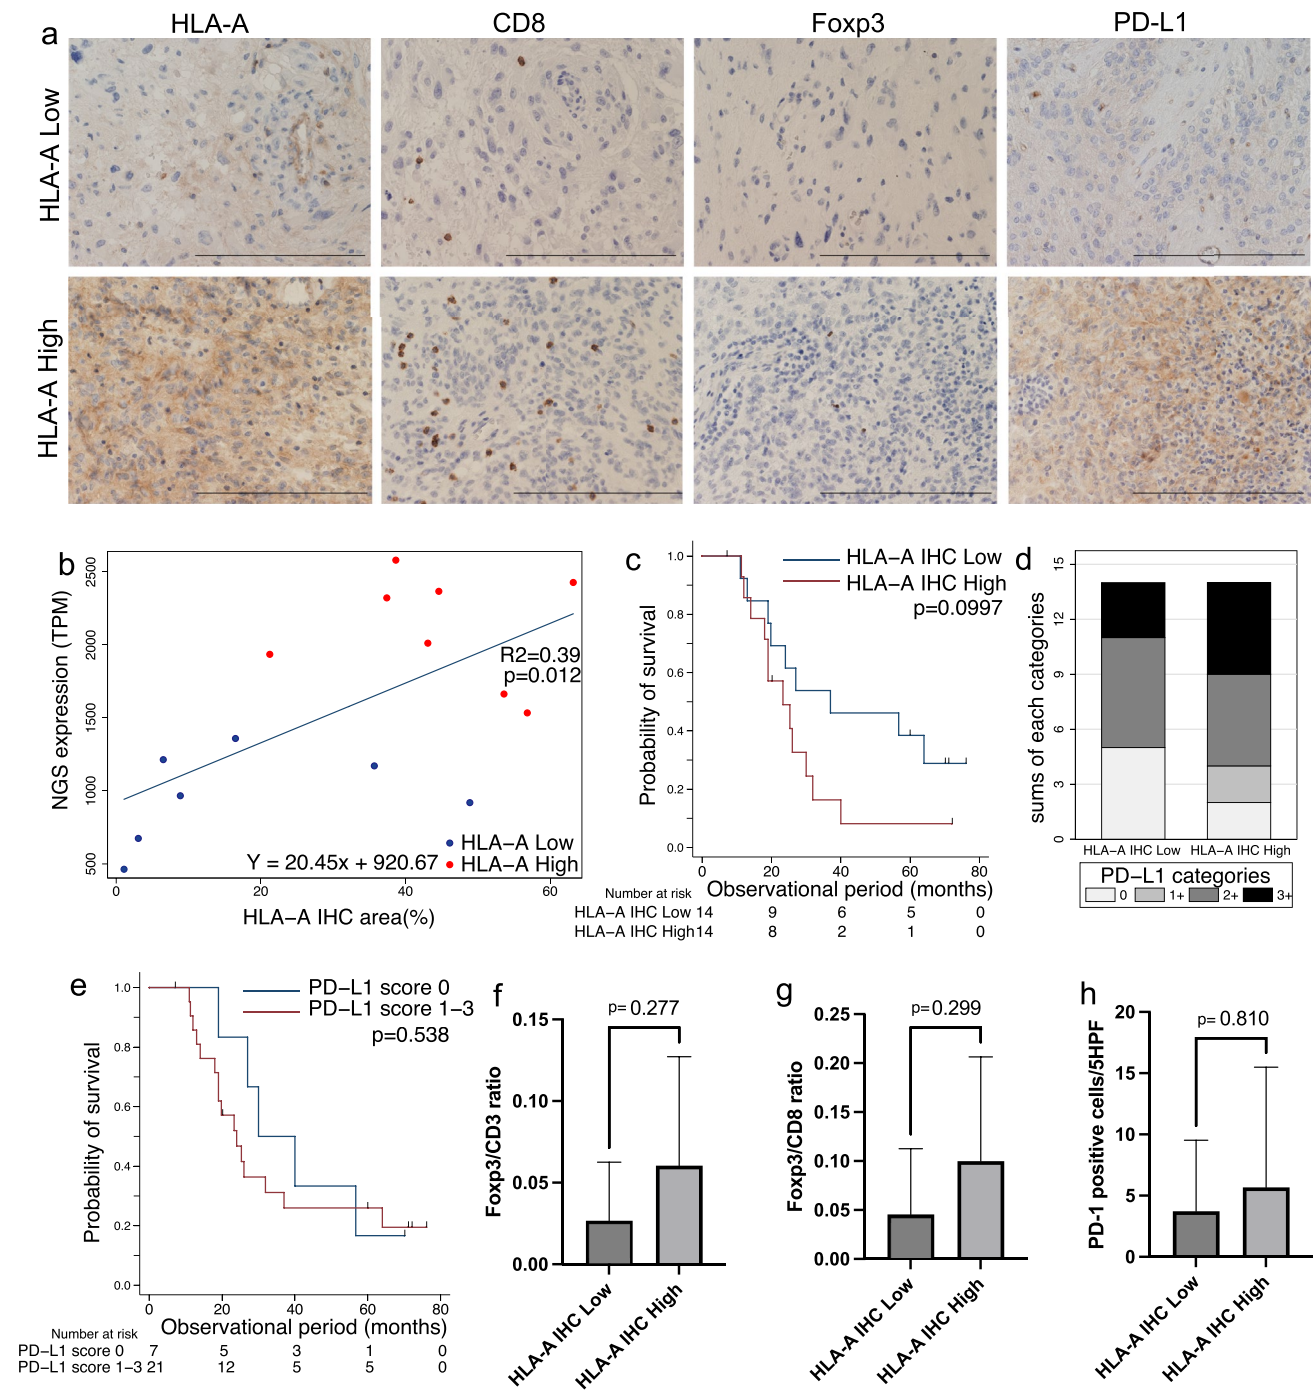 a
HLA-A
CD8
Foxp3
PD-L1
HLA-A Low
HLA-A High
b
NGS expression (TPM)
2500
2000
1500
1000
500
R2=0.39
p=0.012
HLA−A Low
Y = 20.45x + 920.67
HLA−A High
0
20
40
60
HLA−A IHC area(%)
c
Probability of survival
1.0
0.8
0.6
0.4
0.2
0.0
HLA−A IHC Low
HLA−A IHC High
p=0.0997
0
20
40
60
80
Observational period (months)
Number at risk
HLA−A IHC Low 14 9 6 5 0
HLA−A IHC High14 8 2 1 0
d
sums of each categories
15
12
9
6
3
0
HLA−A IHC Low
HLA−A IHC High
PD−L1 categories
0
1+
2+
3+
e
Probability of survival
1.0
0.8
0.6
0.4
0.2
0.0
PD−L1 score 0
PD−L1 score 1−3
p=0.538
0
20
40
60
80
Observational period (months)
Number at risk
PD−L1 score 0 7 5 3 1 0
PD−L1 score 1−3 21 12 5 5 0
f
Foxp3/CD3 ratio
0.15
0.10
0.05
0.00
p= 0.277
HLA-A IHC Low
HLA-A IHC High
g
Foxp3/CD8 ratio
0.25
0.20
0.15
0.10
0.05
0.00
p= 0.299
HLA-A IHC Low
HLA-A IHC High
h
PD-1 positive cells/5HPF
20
15
10
5
0
p= 0.810
HLA-A IHC Low
HLA-A IHC High